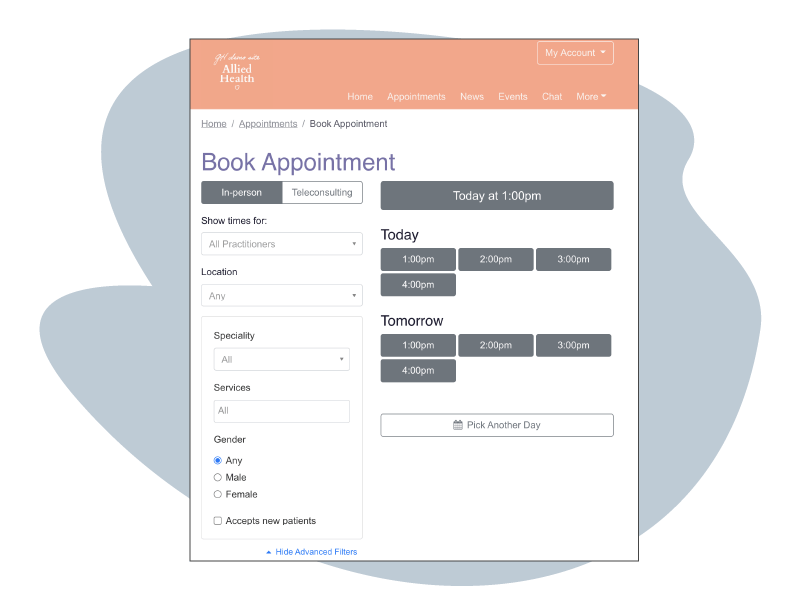 GH demo site
Allied
Health
My Account
Home Appointments News Events Chat More
Home / Appointments / Book Appointment
Book Appointment
In-person Teleconsulting
Show times for:
All Practitioners
Location
Any
Speciality
All
Services
All
Gender
Any
Male
Female
Accepts new patients
Hide Advanced Filters
Today at 1:00pm
Today
1:00pm 2:00pm 3:00pm
4:00pm
Tomorrow
1:00pm 2:00pm 3:00pm
4:00pm
Pick Another Day